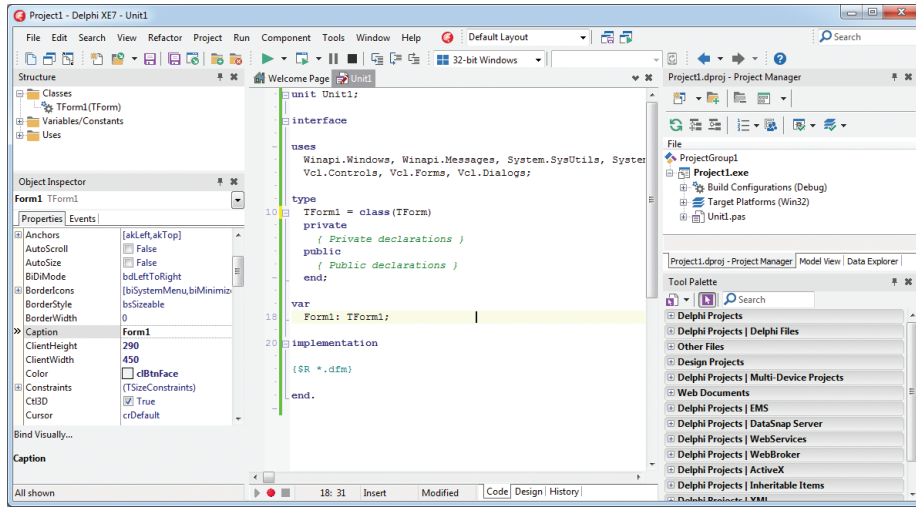 Project1 - Delphi XE7 - Unit1
File Edit Search View Refactor Project Run Component Tools Window Help Default Layout Search
32-bit Windows
Structure
Classes
TForm1(TForm)
Variables/Constants
Uses
Object Inspector
Form1 TForm1
Properties Events
Anchors [akLeft,akTop]
AutoScroll False
AutoSize False
BiDiMode bdLeftToRight
BorderIcons [biSystemMenu,biMinimiz
BorderStyle bsSizeable
BorderWidth 0
Caption Form1
ClientHeight 290
ClientWidth 450
Color clBtnFace
Constraints (TSizeConstraints)
Ctl3D True
Cursor crDefault
Bind Visually...
Caption
All shown
Welcome Page Unit1
unit Unit1;
interface
uses
Winapi.Windows, Winapi.Messages, System.SysUtils, System
Vcl.Controls, Vcl.Forms, Vcl.Dialogs;
type
10 TForm1 = class(TForm)
private
{ Private declarations }
public
{ Public declarations }
end;
var
18 Form1: TForm1;
20 implementation
{$R *.dfm}
end.
18: 31 Insert Modified Code Design History
Project1.dproj - Project Manager
File
ProjectGroup1
Project1.exe
Build Configurations (Debug)
Target Platforms (Win32)
Unit1.pas
Project1.dproj - Project Manager Model View Data Explorer
Tool Palette
Search
Delphi Projects
Delphi Projects | Delphi Files
Other Files
Design Projects
Delphi Projects | Multi-Device Projects
Web Documents
Delphi Projects | EMS
Delphi Projects | DataSnap Server
Delphi Projects | WebServices
Delphi Projects | WebBroker
Delphi Projects | ActiveX
Delphi Projects | Inheritable Items
Delphi Projects | XML